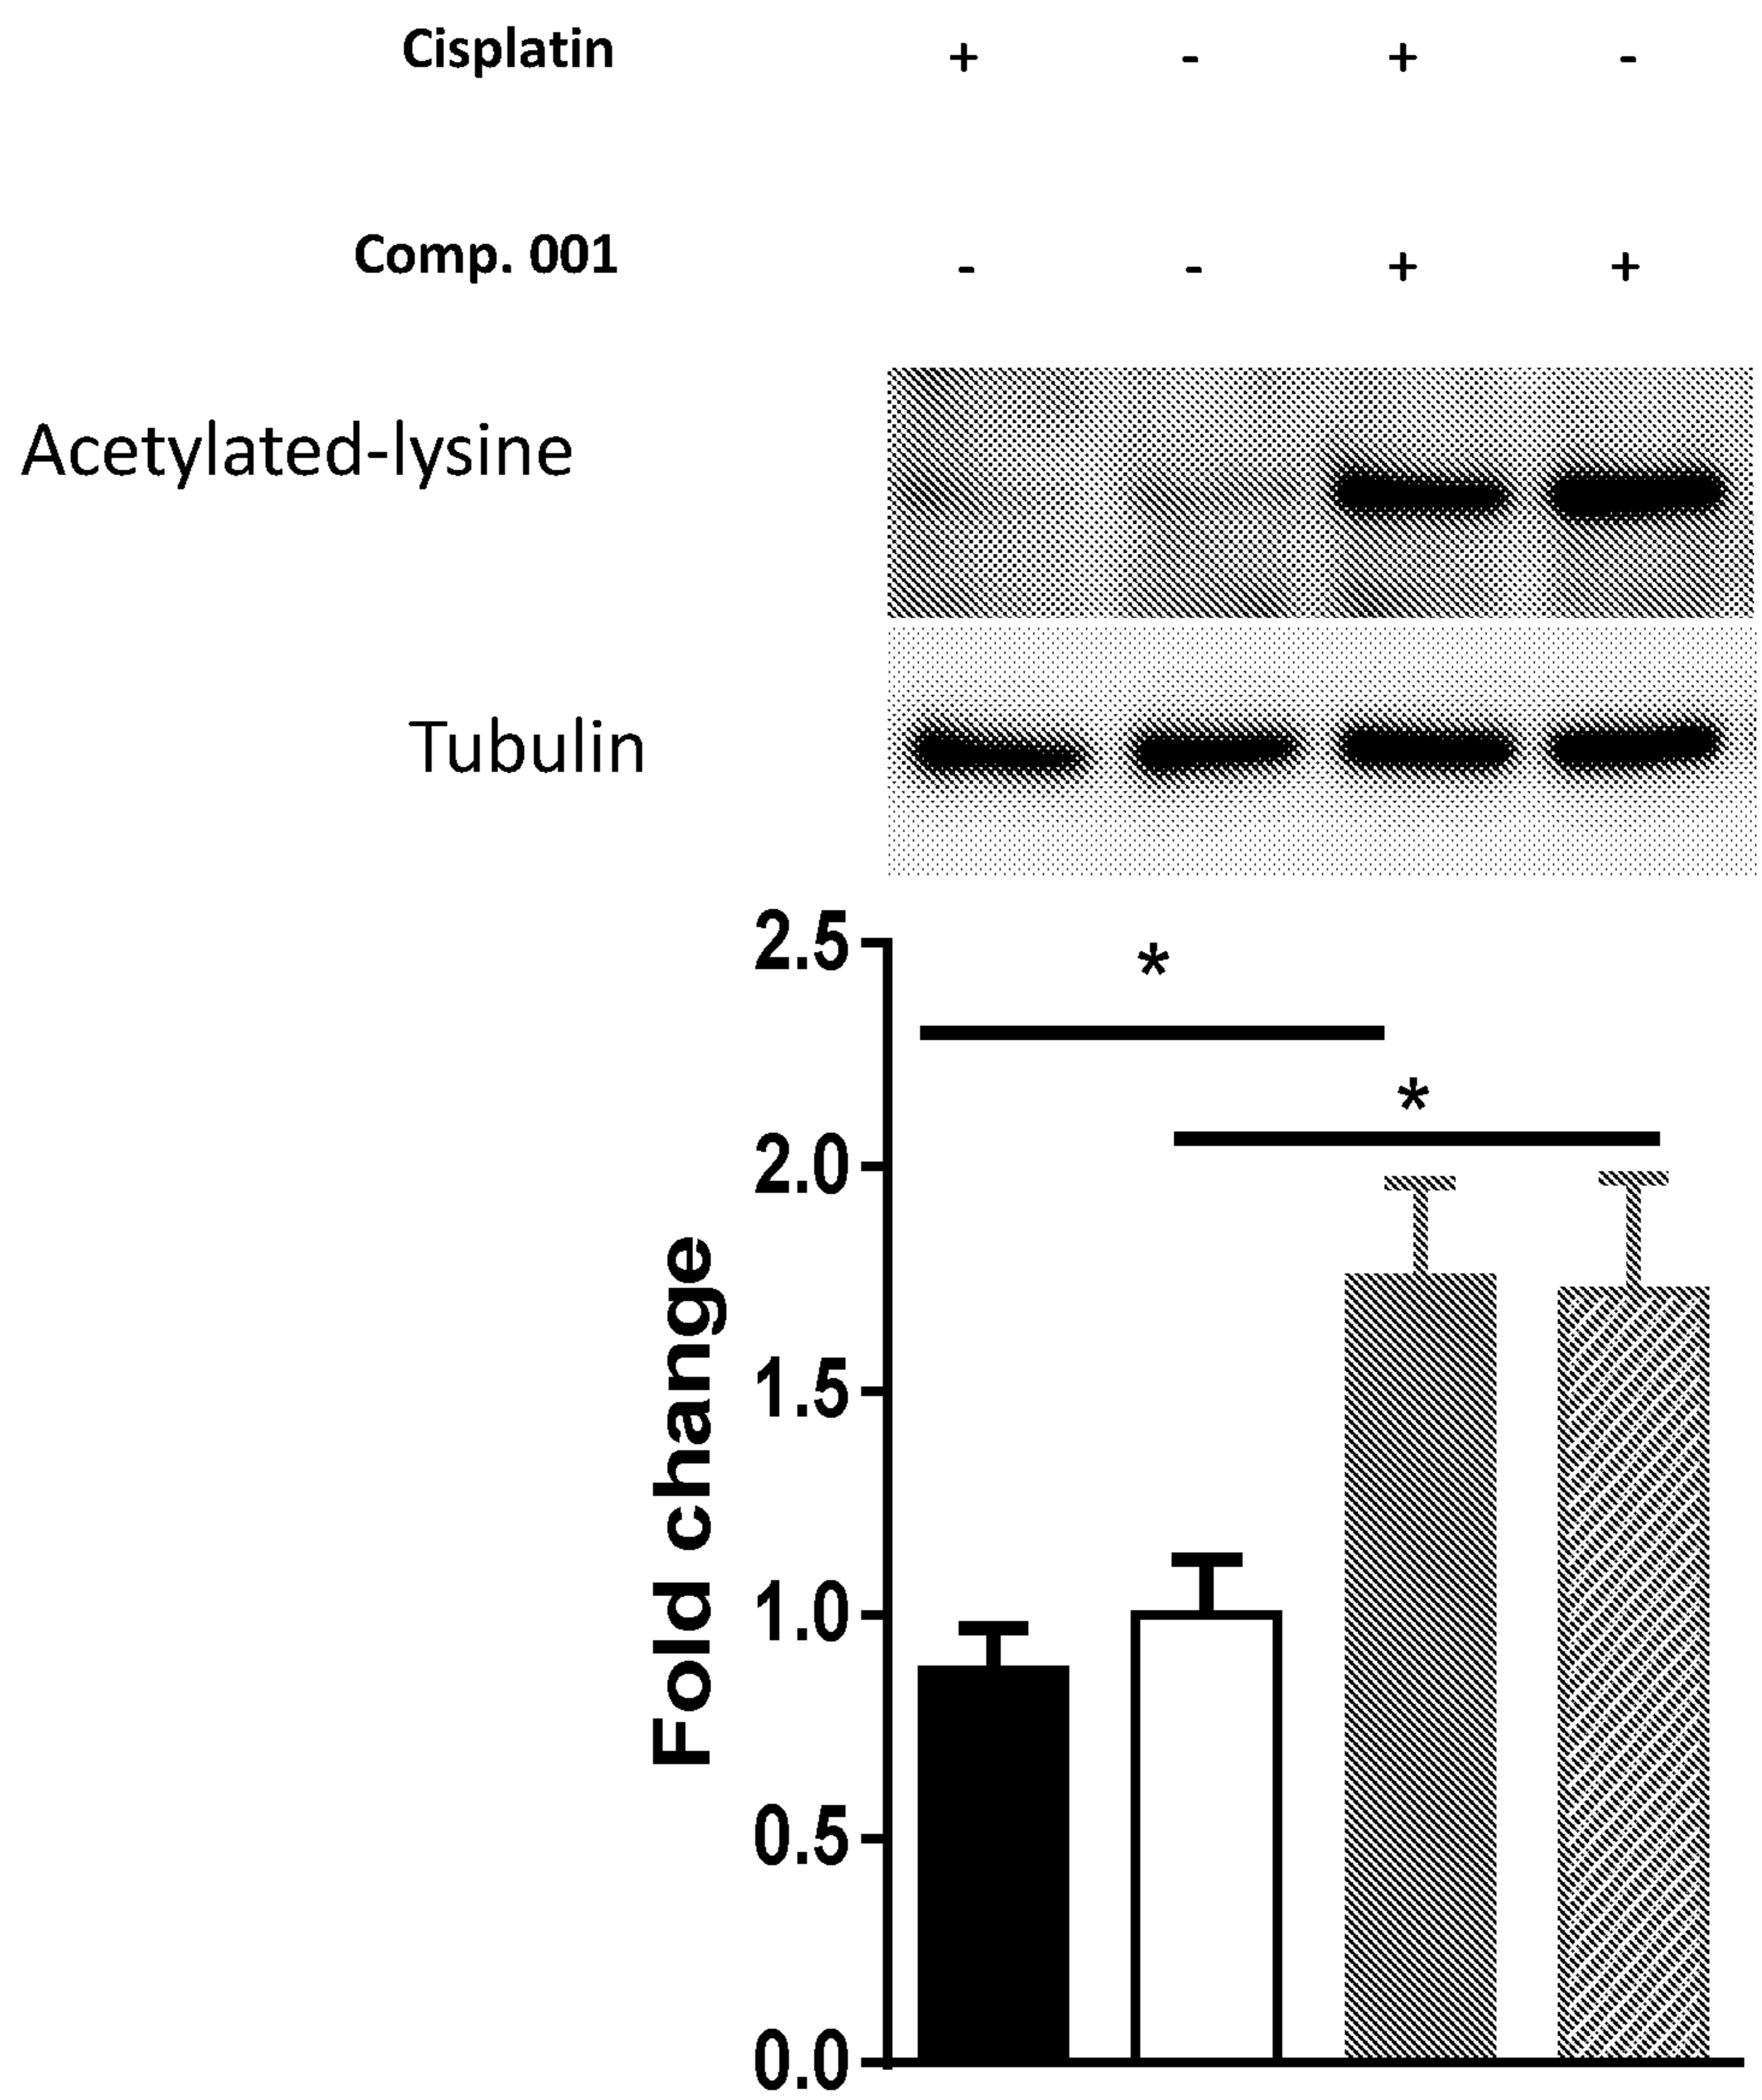 Cisplatin + - + -
Comp. 001 - - + +
Acetylated-lysine
Tubulin
2.5
*
*
2.0
1.5
1.0
0.5
0.0
Fold change